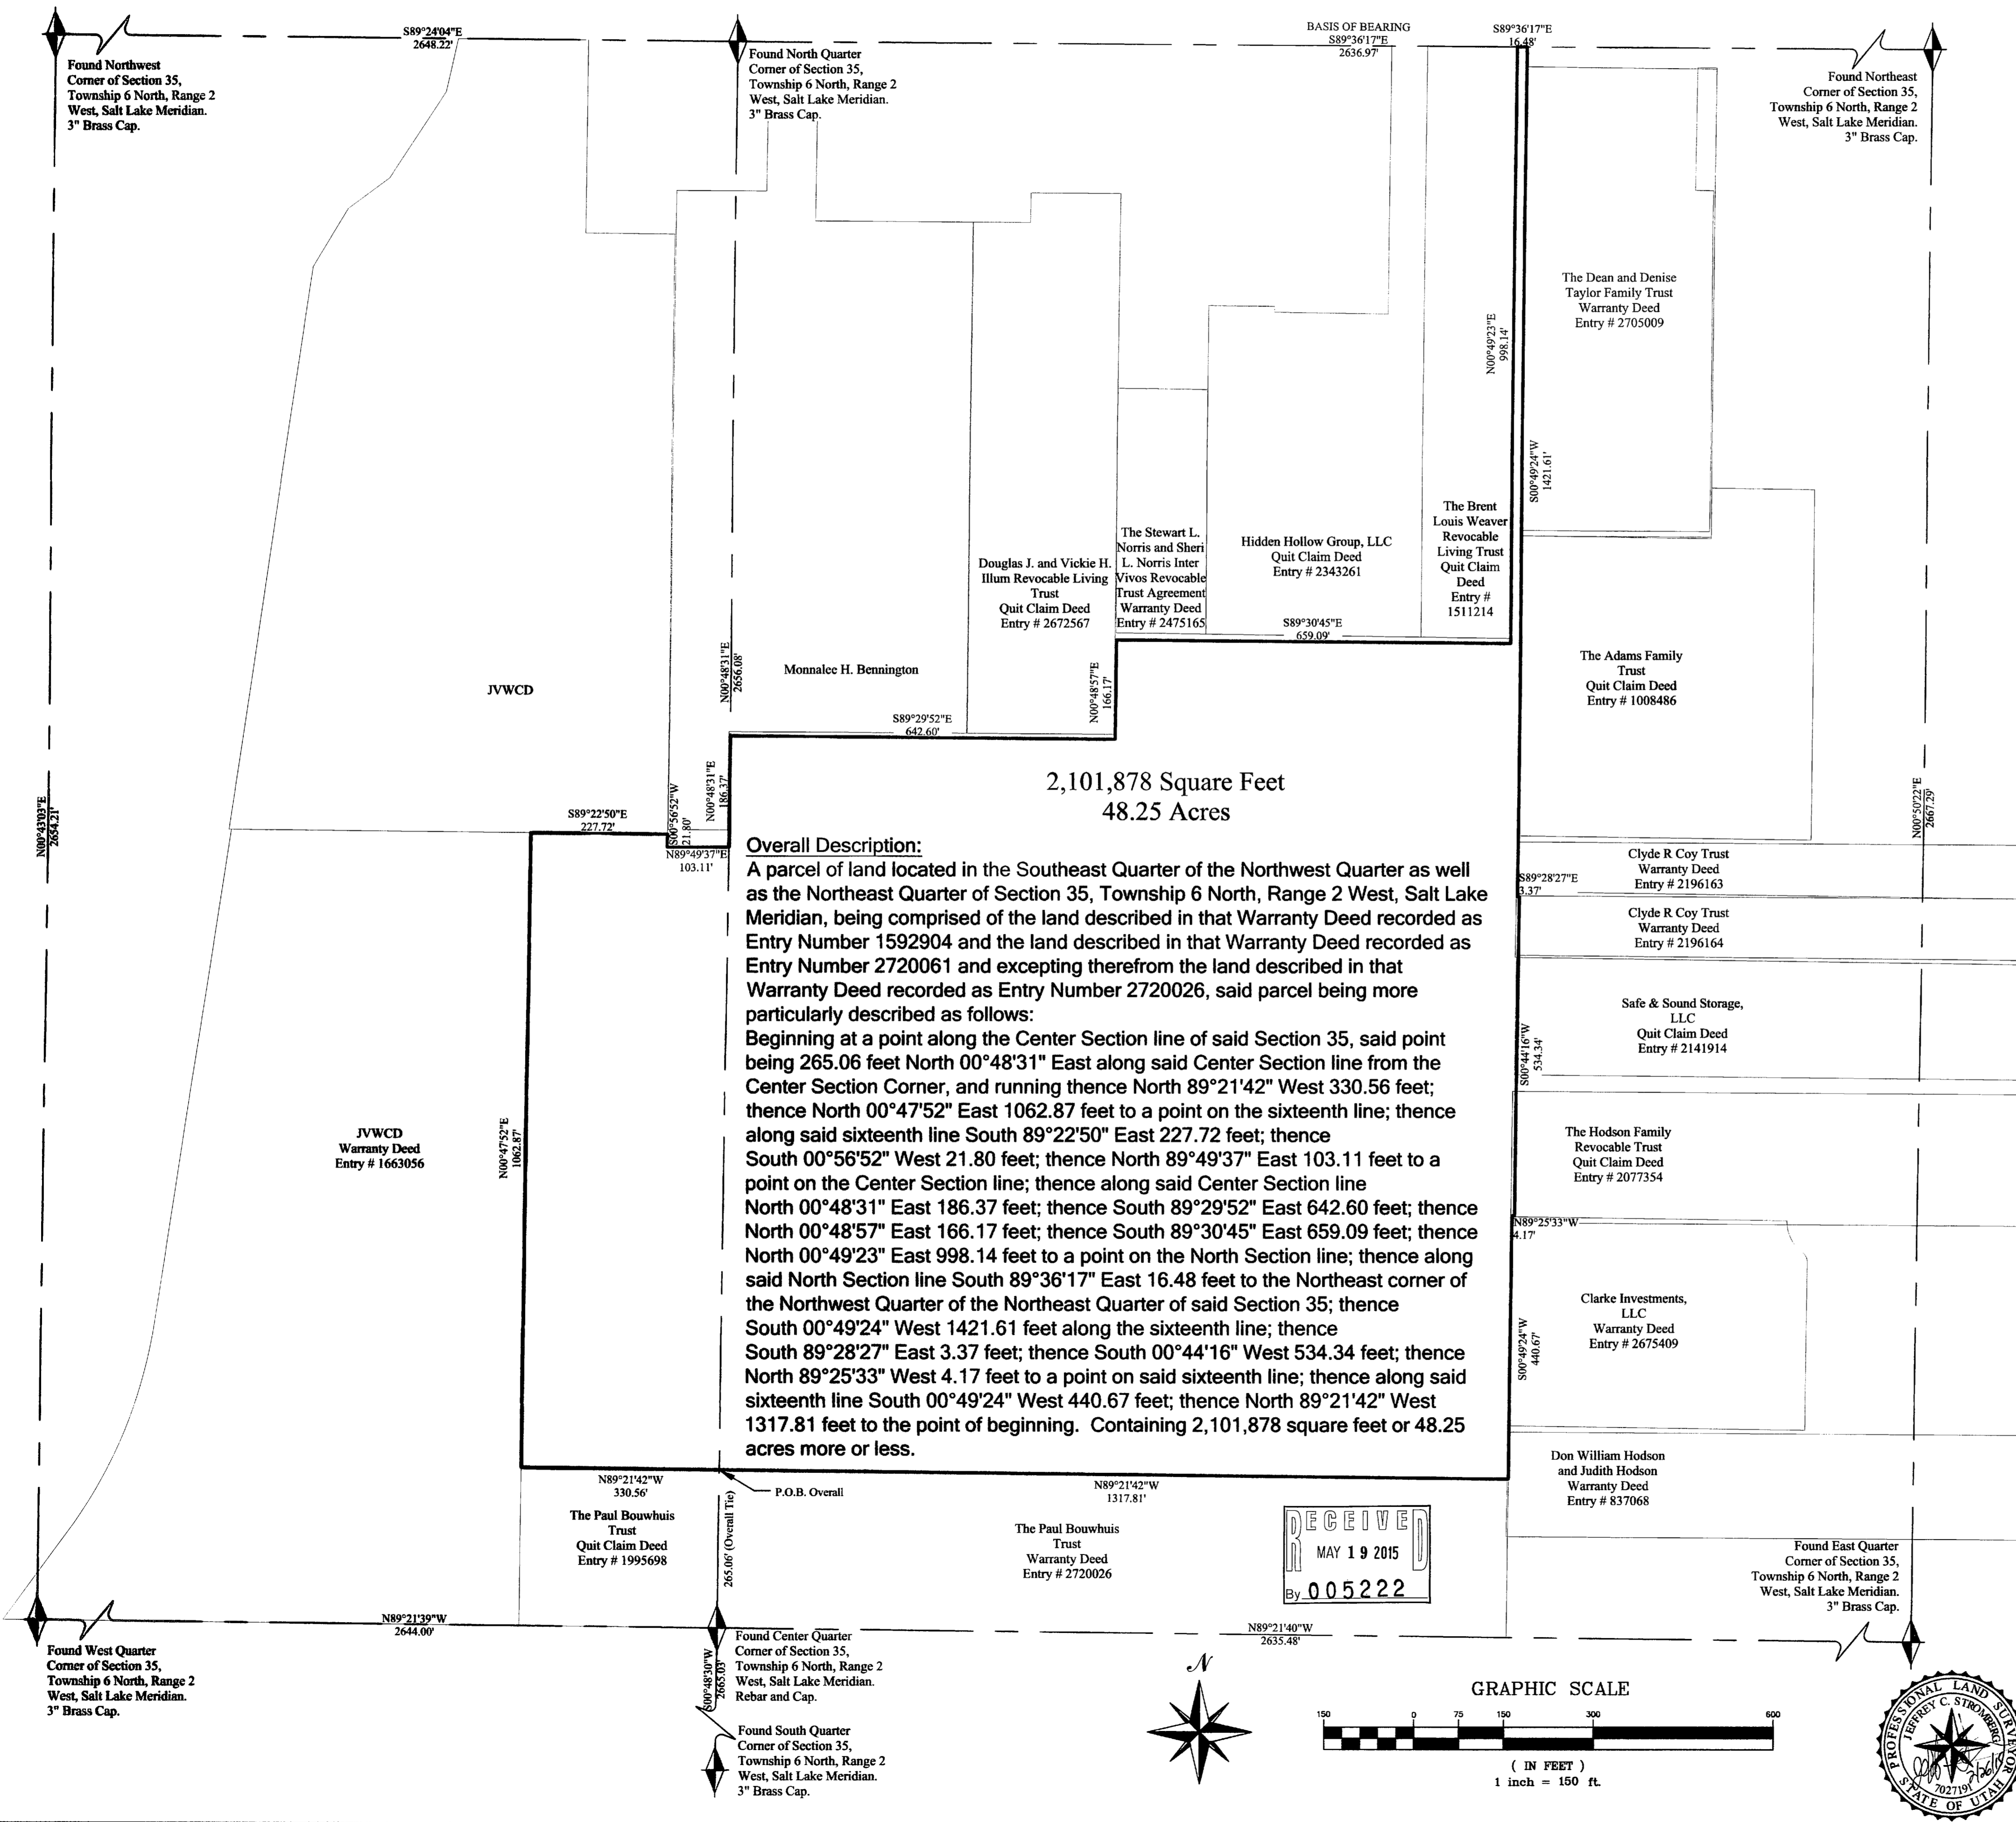 S89°24'04"E
2648.22'
BASIS OF BEARING
S89°36'17"E
2636.97'
S89°36'17"E
16.48'
Found Northwest
Corner of Section 35,
Township 6 North, Range 2
West, Salt Lake Meridian.
3" Brass Cap.
Found North Quarter
Corner of Section 35,
Township 6 North, Range 2
West, Salt Lake Meridian.
3" Brass Cap.
Found Northeast
Corner of Section 35,
Township 6 North, Range 2
West, Salt Lake Meridian.
3" Brass Cap.
The Dean and Denise
Taylor Family Trust
Warranty Deed
Entry # 2705009
N00°49'23"E
998.14'
S00°49'24"W
1421.61'
The Brent
Louis Weaver
Revocable
Living Trust
Quit Claim
Deed
Entry #
1511214
Hidden Hollow Group, LLC
Quit Claim Deed
Entry # 2343261
The Stewart L.
Norris and Sheri
L. Norris Inter
Vivos Revocable
Trust Agreement
Warranty Deed
Entry # 2475165
Douglas J. and Vickie H.
Illum Revocable Living
Trust
Quit Claim Deed
Entry # 2672567
S89°30'45"E
659.09'
N00°48'31"E
2656.08'
Monnalee H. Bennington
N00°48'57"E
166.17'
The Adams Family
Trust
Quit Claim Deed
Entry # 1008486
JVWCD
S89°29'52"E
642.60'
N00°43'03"E
2654.21'
S89°22'50"E
227.72'
S00°56'52"W
21.80'
N00°48'31"E
186.37'
N89°49'37"E
103.11'
2,101,878 Square Feet
48.25 Acres
N00°50'22"E
2667.29'
Overall Description:
A parcel of land located in the Southeast Quarter of the Northwest Quarter as well
as the Northeast Quarter of Section 35, Township 6 North, Range 2 West, Salt Lake
Meridian, being comprised of the land described in that Warranty Deed recorded as
Entry Number 1592904 and the land described in that Warranty Deed recorded as
Entry Number 2720061 and excepting therefrom the land described in that
Warranty Deed recorded as Entry Number 2720026, said parcel being more
particularly described as follows:
Beginning at a point along the Center Section line of said Section 35, said point
being 265.06 feet North 00°48'31" East along said Center Section line from the
Center Section Corner, and running thence North 89°21'42" West 330.56 feet;
thence North 00°47'52" East 1062.87 feet to a point on the sixteenth line; thence
along said sixteenth line South 89°22'50" East 227.72 feet; thence
South 00°56'52" West 21.80 feet; thence North 89°49'37" East 103.11 feet to a
point on the Center Section line; thence along said Center Section line
North 00°48'31" East 186.37 feet; thence South 89°29'52" East 642.60 feet; thence
North 00°48'57" East 166.17 feet; thence South 89°30'45" East 659.09 feet; thence
North 00°49'23" East 998.14 feet to a point on the North Section line; thence along
said North Section line South 89°36'17" East 16.48 feet to the Northeast corner of
the Northwest Quarter of the Northeast Quarter of said Section 35; thence
South 00°49'24" West 1421.61 feet along the sixteenth line; thence
South 89°28'27" East 3.37 feet; thence South 00°44'16" West 534.34 feet; thence
North 89°25'33" West 4.17 feet to a point on said sixteenth line; thence along said
sixteenth line South 00°49'24" West 440.67 feet; thence North 89°21'42" West
1317.81 feet to the point of beginning. Containing 2,101,878 square feet or 48.25
acres more or less.
Clyde R Coy Trust
Warranty Deed
Entry # 2196163
S89°28'27"E
3.37'
Clyde R Coy Trust
Warranty Deed
Entry # 2196164
Safe & Sound Storage,
LLC
Quit Claim Deed
Entry # 2141914
S00°44'16"W
534.34'
The Hodson Family
Revocable Trust
Quit Claim Deed
Entry # 2077354
N89°25'33"W
4.17'
Clarke Investments,
LLC
Warranty Deed
Entry # 2675409
S00°49'24"W
440.67'
Don William Hodson
and Judith Hodson
Warranty Deed
Entry # 837068
JVWCD
Warranty Deed
Entry # 1663056
N00°47'52"E
1062.87'
N89°21'42"W
330.56'
P.O.B. Overall
N89°21'42"W
1317.81'
The Paul Bouwhuis
Trust
Quit Claim Deed
Entry # 1995698
265.06' (Overall Tie)
The Paul Bouwhuis
Trust
Warranty Deed
Entry # 2720026
RECEIVED
MAY 19 2015
By 005222
Found East Quarter
Corner of Section 35,
Township 6 North, Range 2
West, Salt Lake Meridian.
3" Brass Cap.
N89°21'39"W
2644.00'
N89°21'40"W
2635.48'
Found West Quarter
Corner of Section 35,
Township 6 North, Range 2
West, Salt Lake Meridian.
3" Brass Cap.
Found Center Quarter
Corner of Section 35,
Township 6 North, Range 2
West, Salt Lake Meridian.
Rebar and Cap.
S00°48'30"W
2665.03'
Found South Quarter
Corner of Section 35,
Township 6 North, Range 2
West, Salt Lake Meridian.
3" Brass Cap.
N
GRAPHIC SCALE
150 0 75 150 300 600
( IN FEET )
1 inch = 150 ft.
PROFESSIONAL LAND SURVEYOR
JEFFREY C. STROMBERG
7027191
STATE OF UTAH